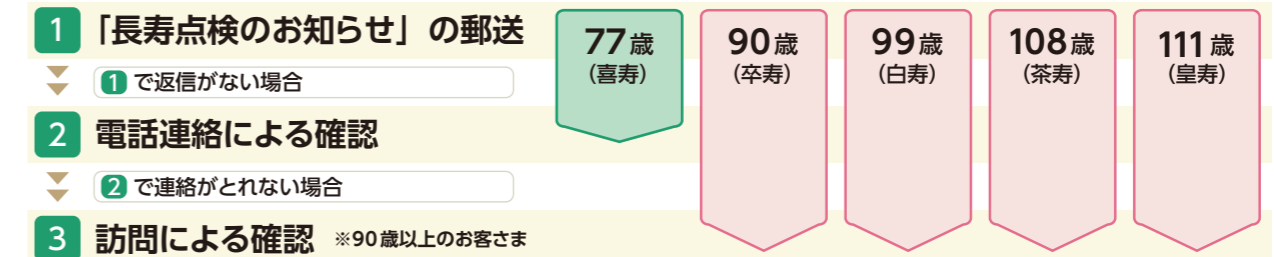 1 「長寿点検のお知らせ」の郵送
1 で返信がない場合
2 電話連絡による確認
2 で連絡がとれない場合
3 訪問による確認 ※90歳以上のお客さま
77歳
（喜寿）
90歳
（卒寿）
99歳
（白寿）
108歳
（茶寿）
111歳
（皇寿）